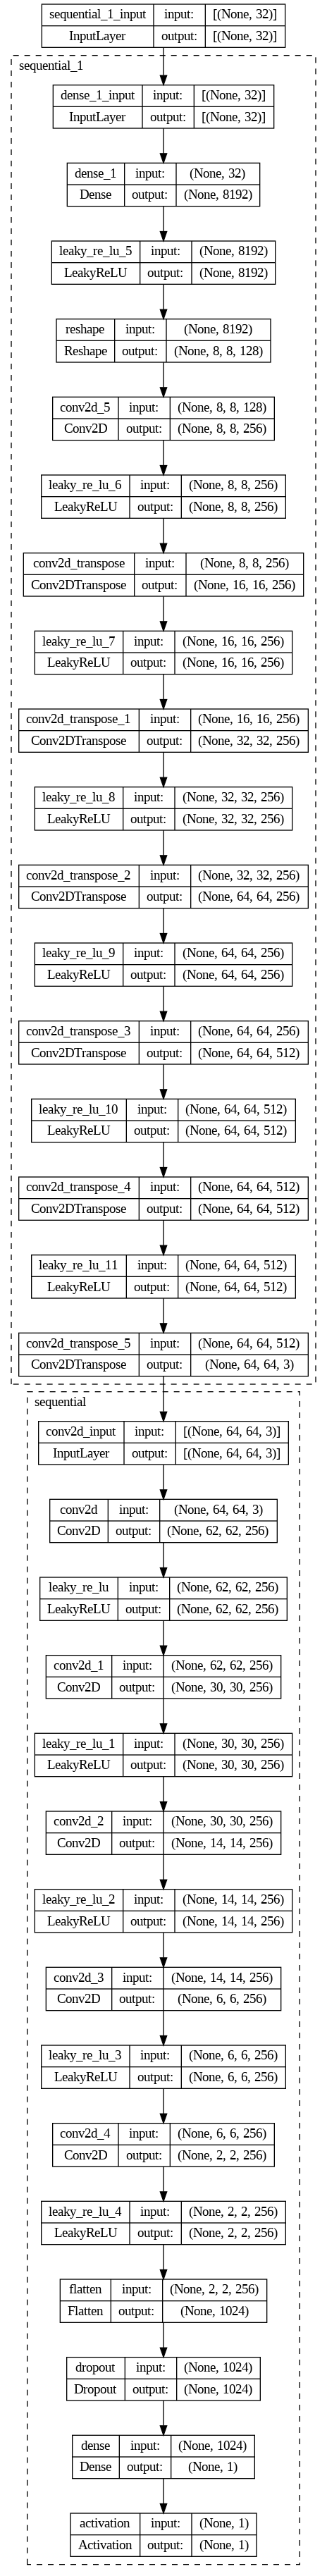 sequential_1_input input: [(None, 32)]
InputLayer output: [(None, 32)]
sequential_1
dense_1_input input: [(None, 32)]
InputLayer output: [(None, 32)]
dense_1 input: (None, 32)
Dense output: (None, 8192)
leaky_re_lu_5 input: (None, 8192)
LeakyReLU output: (None, 8192)
reshape input: (None, 8192)
Reshape output: (None, 8, 8, 128)
conv2d_5 input: (None, 8, 8, 128)
Conv2D output: (None, 8, 8, 256)
leaky_re_lu_6 input: (None, 8, 8, 256)
LeakyReLU output: (None, 8, 8, 256)
conv2d_transpose input: (None, 8, 8, 256)
Conv2DTranspose output: (None, 16, 16, 256)
leaky_re_lu_7 input: (None, 16, 16, 256)
LeakyReLU output: (None, 16, 16, 256)
conv2d_transpose_1 input: (None, 16, 16, 256)
Conv2DTranspose output: (None, 32, 32, 256)
leaky_re_lu_8 input: (None, 32, 32, 256)
LeakyReLU output: (None, 32, 32, 256)
conv2d_transpose_2 input: (None, 32, 32, 256)
Conv2DTranspose output: (None, 64, 64, 256)
leaky_re_lu_9 input: (None, 64, 64, 256)
LeakyReLU output: (None, 64, 64, 256)
conv2d_transpose_3 input: (None, 64, 64, 256)
Conv2DTranspose output: (None, 64, 64, 512)
leaky_re_lu_10 input: (None, 64, 64, 512)
LeakyReLU output: (None, 64, 64, 512)
conv2d_transpose_4 input: (None, 64, 64, 512)
Conv2DTranspose output: (None, 64, 64, 512)
leaky_re_lu_11 input: (None, 64, 64, 512)
LeakyReLU output: (None, 64, 64, 512)
conv2d_transpose_5 input: (None, 64, 64, 512)
Conv2DTranspose output: (None, 64, 64, 3)
sequential
conv2d_input input: [(None, 64, 64, 3)]
InputLayer output: [(None, 64, 64, 3)]
conv2d input: (None, 64, 64, 3)
Conv2D output: (None, 62, 62, 256)
leaky_re_lu input: (None, 62, 62, 256)
LeakyReLU output: (None, 62, 62, 256)
conv2d_1 input: (None, 62, 62, 256)
Conv2D output: (None, 30, 30, 256)
leaky_re_lu_1 input: (None, 30, 30, 256)
LeakyReLU output: (None, 30, 30, 256)
conv2d_2 input: (None, 30, 30, 256)
Conv2D output: (None, 14, 14, 256)
leaky_re_lu_2 input: (None, 14, 14, 256)
LeakyReLU output: (None, 14, 14, 256)
conv2d_3 input: (None, 14, 14, 256)
Conv2D output: (None, 6, 6, 256)
leaky_re_lu_3 input: (None, 6, 6, 256)
LeakyReLU output: (None, 6, 6, 256)
conv2d_4 input: (None, 6, 6, 256)
Conv2D output: (None, 2, 2, 256)
leaky_re_lu_4 input: (None, 2, 2, 256)
LeakyReLU output: (None, 2, 2, 256)
flatten input: (None, 2, 2, 256)
Flatten output: (None, 1024)
dropout input: (None, 1024)
Dropout output: (None, 1024)
dense input: (None, 1024)
Dense output: (None, 1)
activation input: (None, 1)
Activation output: (None, 1)